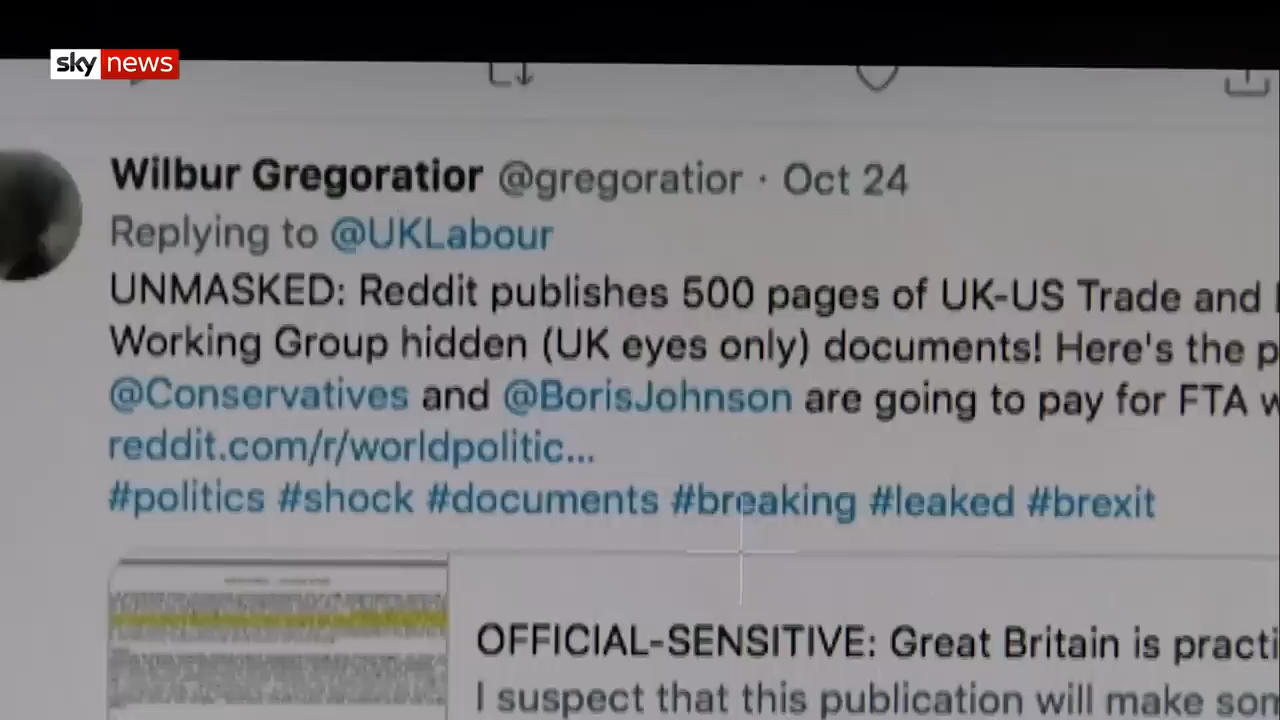 sky news
Wilbur Gregoratior @gregoratior · Oct 24
Replying to @UKLabour
UNMASKED: Reddit publishes 500 pages of UK-US Trade and
Working Group hidden (UK eyes only) documents! Here's the
@Conservatives and @BorisJohnson are going to pay for FTA
reddit.com/r/worldpolitic...
#politics #shock #documents #breaking #leaked #brexit
OFFICIAL-SENSITIVE: Great Britain is practi
I suspect that this publication will make som